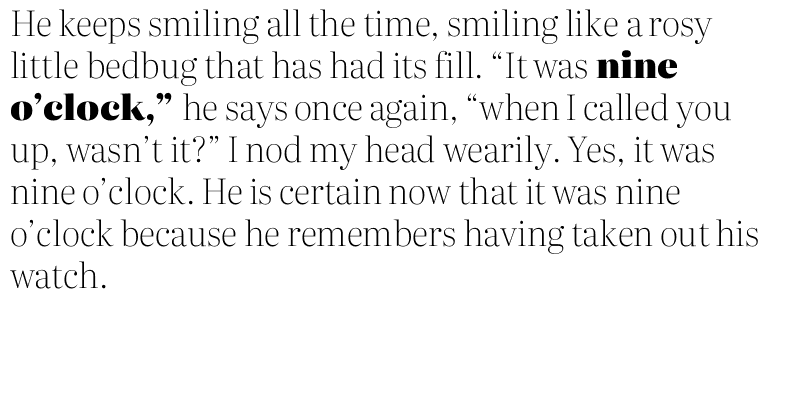 He keeps smiling all the time, smiling like a rosy
little bedbug that has had its fill. “It was nine
o’clock,” he says once again, “when I called you
up, wasn’t it?” I nod my head wearily. Yes, it was
nine o’clock. He is certain now that it was nine
o’clock because he remembers having taken out his
watch.